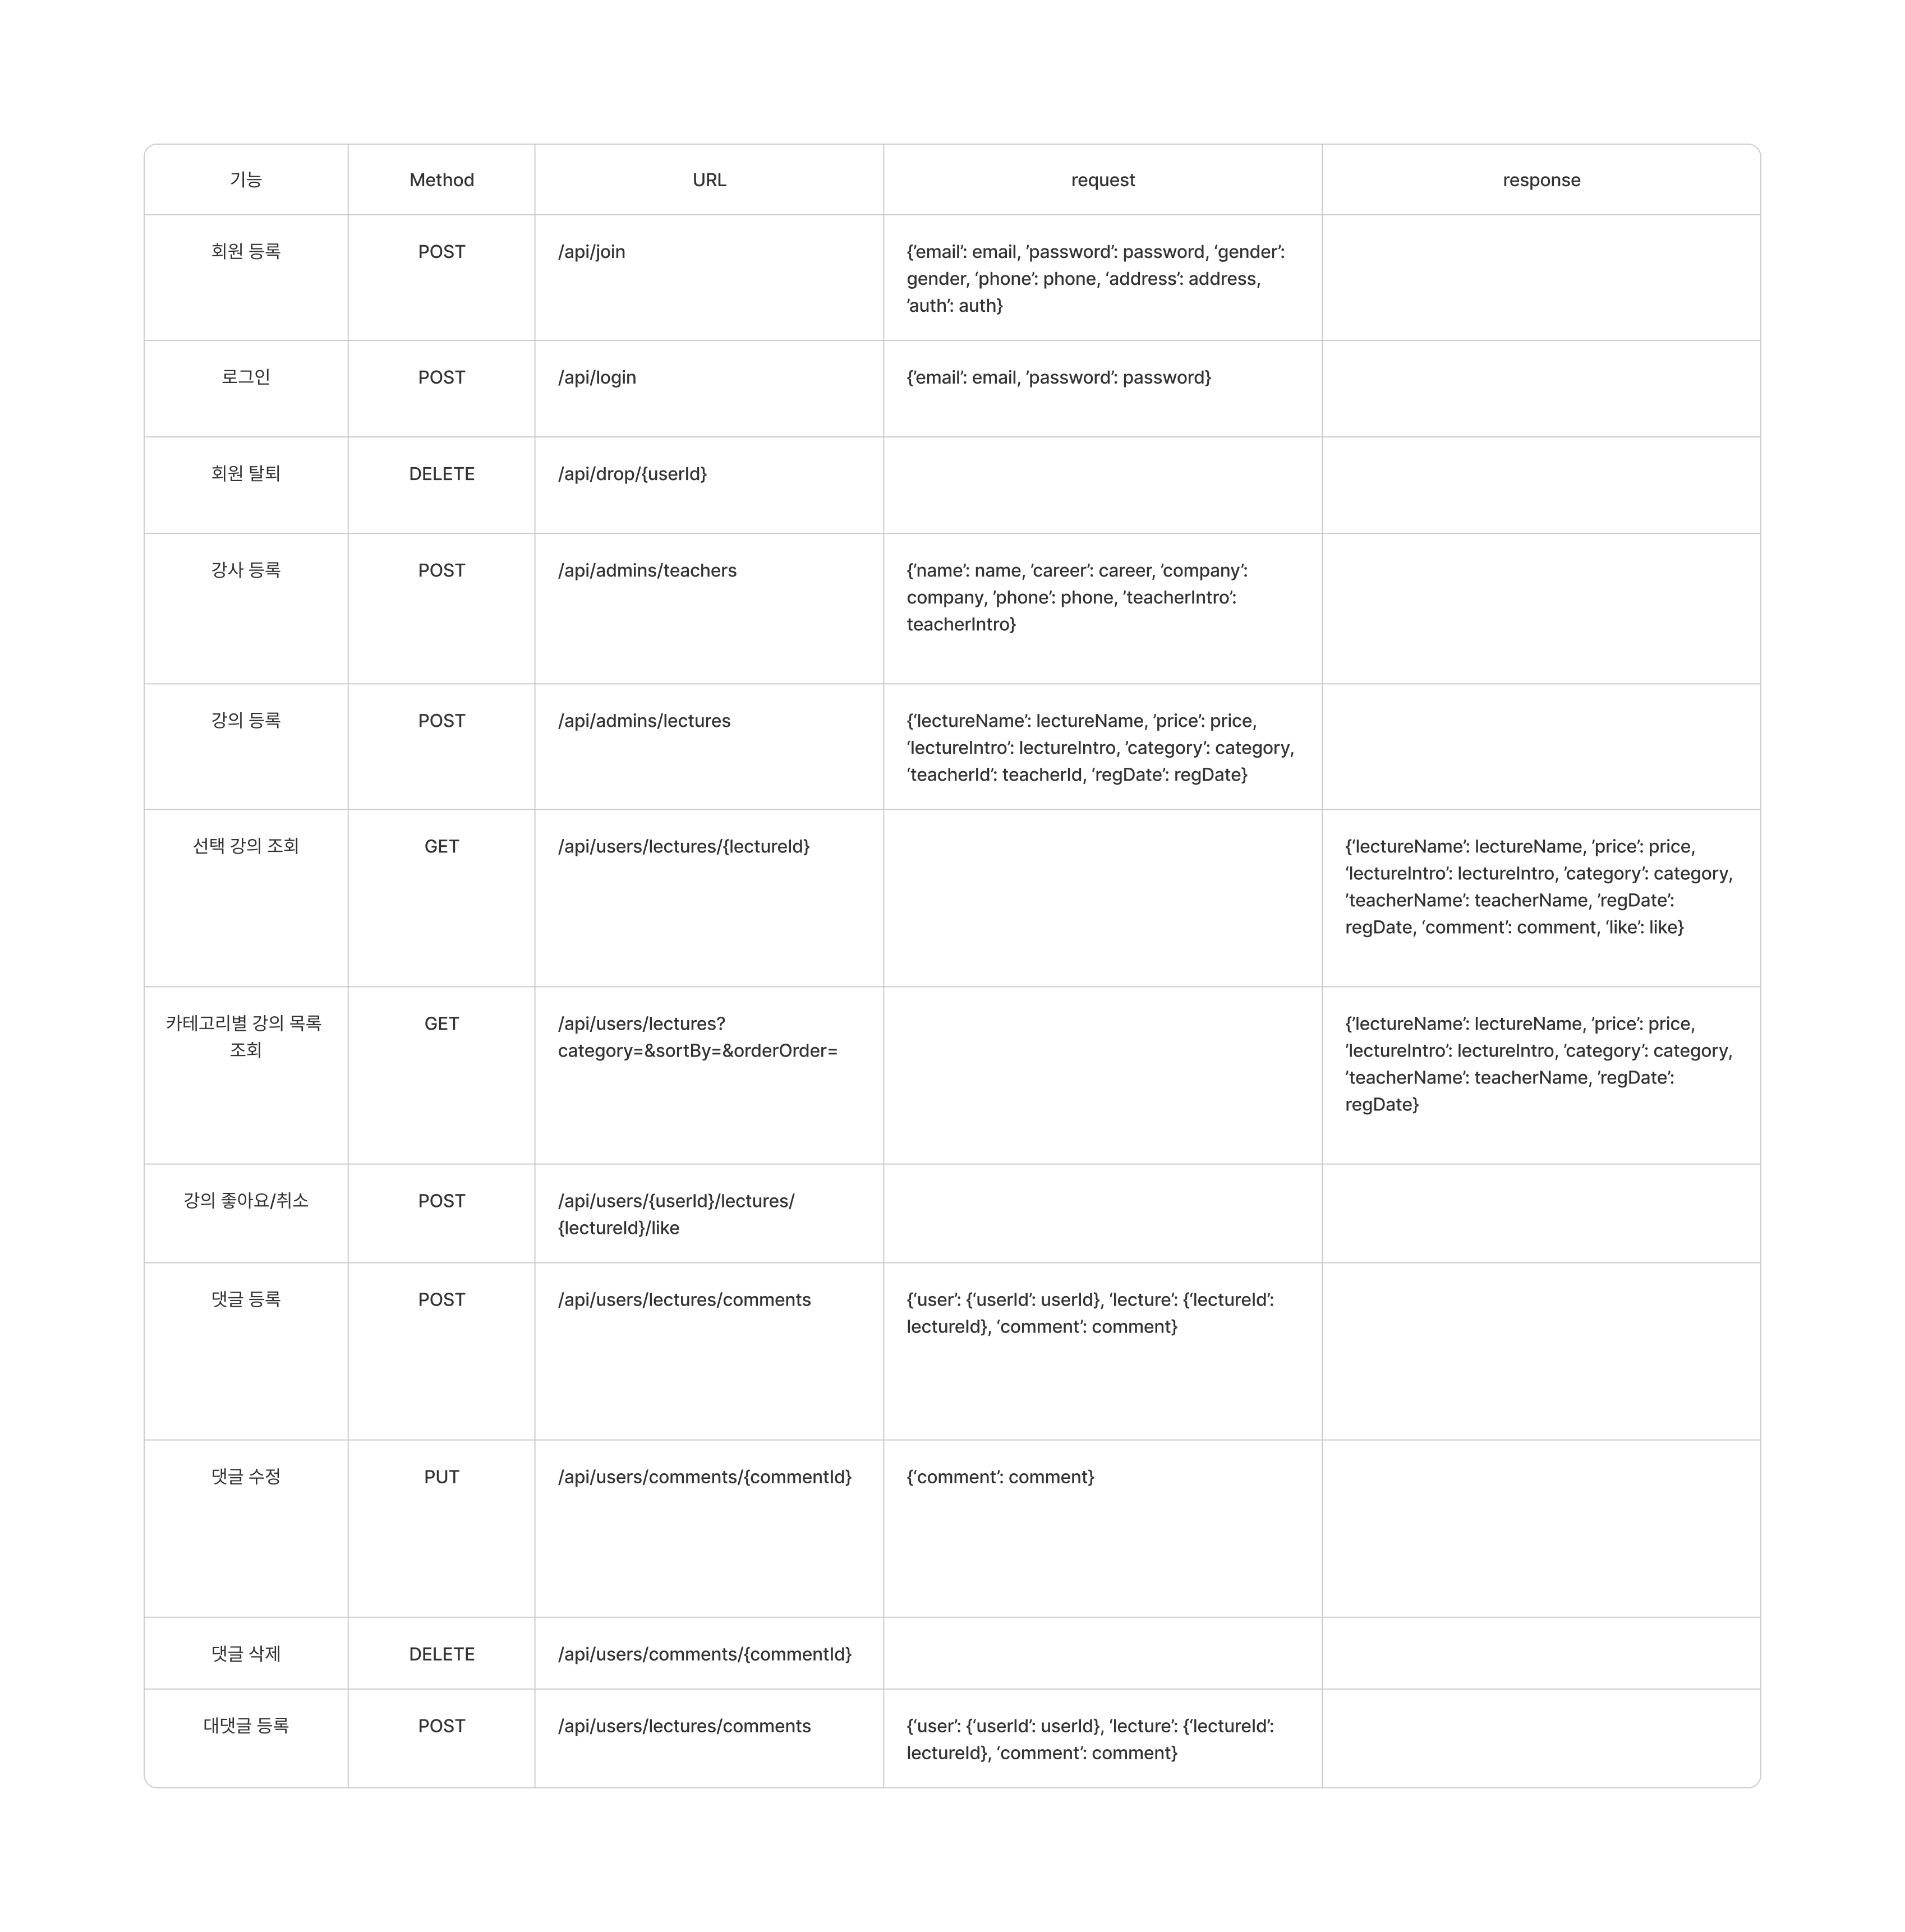 기능 Method URL request response
회원 등록 POST /api/join {’email’: email, ’password’: password, ‘gender’:
gender, ‘phone’: phone, ‘address’: address,
’auth’: auth}
로그인 POST /api/login {’email’: email, ’password’: password}
회원 탈퇴 DELETE /api/drop/{userId}
강사 등록 POST /api/admins/teachers {’name’: name, ’career’: career, ’company’:
company, ’phone’: phone, ’teacherIntro’:
teacherIntro}
강의 등록 POST /api/admins/lectures {‘lectureName’: lectureName, ’price’: price,
‘lectureIntro’: lectureIntro, ’category’: category,
‘teacherId’: teacherId, ‘regDate’: regDate}
선택 강의 조회 GET /api/users/lectures/{lectureId} {‘lectureName’: lectureName, ’price’: price,
‘lectureIntro’: lectureIntro, ’category’: category,
’teacherName’: teacherName, ’regDate’:
regDate, ‘comment’: comment, ‘like’: like}
카테고리별 강의 목록 GET /api/users/lectures? {’lectureName’: lectureName, ’price’: price,
조회 category=&sortBy=&orderOrder= ’lectureIntro’: lectureIntro, ’category’: category,
’teacherName’: teacherName, ’regDate’:
regDate}
강의 좋아요/취소 POST /api/users/{userId}/lectures/
{lectureId}/like
댓글 등록 POST /api/users/lectures/comments {‘user’: {‘userId’: userId}, ‘lecture’: {‘lectureId’:
lectureId}, ‘comment’: comment}
댓글 수정 PUT /api/users/comments/{commentId} {‘comment’: comment}
댓글 삭제 DELETE /api/users/comments/{commentId}
대댓글 등록 POST /api/users/lectures/comments {‘user’: {‘userId’: userId}, ‘lecture’: {‘lectureId’:
lectureId}, ‘comment’: comment}